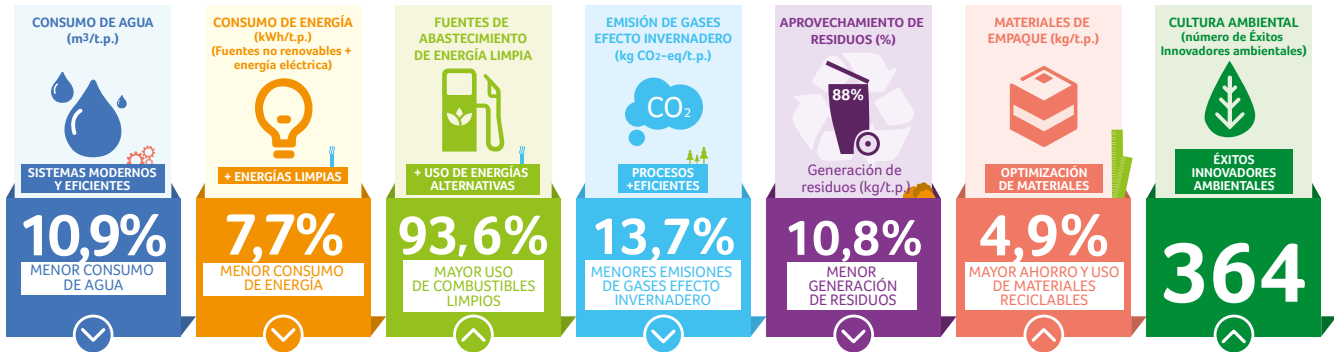 CONSUMO DE AGUA
(m³/t.p.)
SISTEMAS MODERNOS
Y EFICIENTES
10,9%
MENOR CONSUMO
DE AGUA
CONSUMO DE ENERGÍA
(kWh/t.p.)
(Fuentes no renovables +
energía eléctrica)
+ ENERGÍAS LIMPIAS
7,7%
MENOR CONSUMO
DE ENERGÍA
FUENTES DE
ABASTECIMIENTO
DE ENERGÍA LIMPIA
+ USO DE ENERGÍAS
ALTERNATIVAS
93,6%
MAYOR USO
DE COMBUSTIBLES
LIMPIOS
EMISIÓN DE GASES
EFECTO INVERNADERO
(kg CO₂-eq/t.p.)
CO₂
PROCESOS
+EFICIENTES
13,7%
MENORES EMISIONES
DE GASES EFECTO
INVERNADERO
APROVECHAMIENTO DE
RESIDUOS (%)
88%
Generación de
residuos (kg/t.p.)
10,8%
MENOR
GENERACIÓN
DE RESIDUOS
MATERIALES DE
EMPAQUE (kg/t.p.)
OPTIMIZACIÓN
DE MATERIALES
4,9%
MAYOR AHORRO Y USO
DE MATERIALES
RECICLABLES
CULTURA AMBIENTAL
(número de Éxitos
Innovadores ambientales)
ÉXITOS
INNOVADORES
AMBIENTALES
364